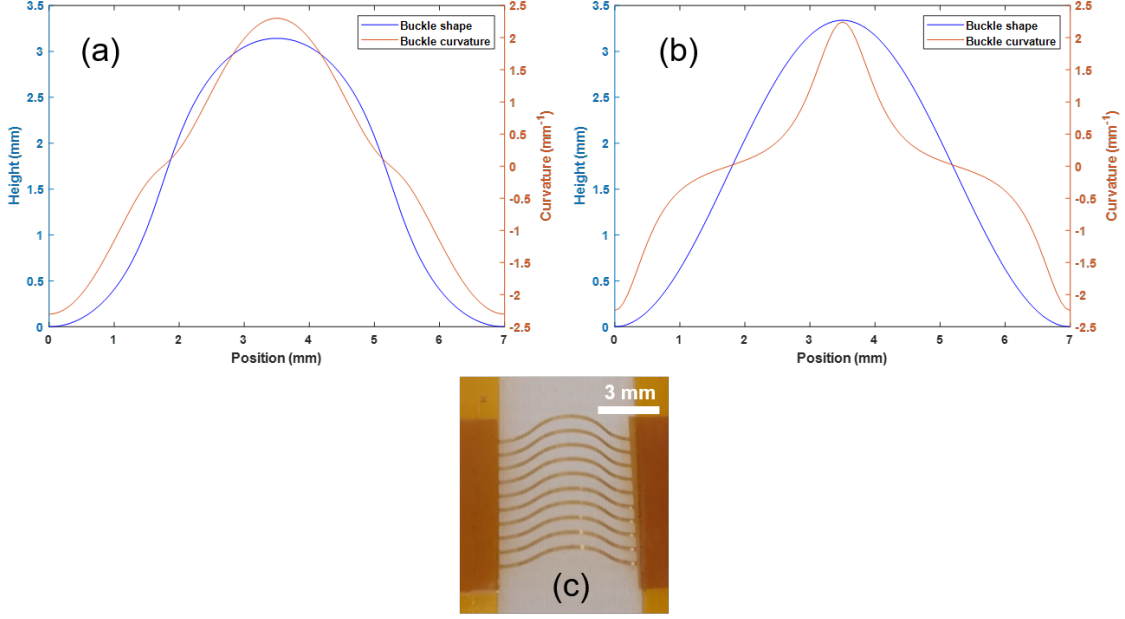 (a)
Buckle shape
Buckle curvature
3.5
3
2.5
2
1.5
1
0.5
0
Height (mm)
2.5
2
1.5
1
0.5
0
-0.5
-1
-1.5
-2
-2.5
Curvature (mm-1)
0 1 2 3 4 5 6 7
Position (mm)
(b)
Buckle shape
Buckle curvature
3.5
3
2.5
2
1.5
1
0.5
0
Height (mm)
2.5
2
1.5
1
0.5
0
-0.5
-1
-1.5
-2
-2.5
Curvature (mm-1)
0 1 2 3 4 5 6 7
Position (mm)
3 mm
(c)